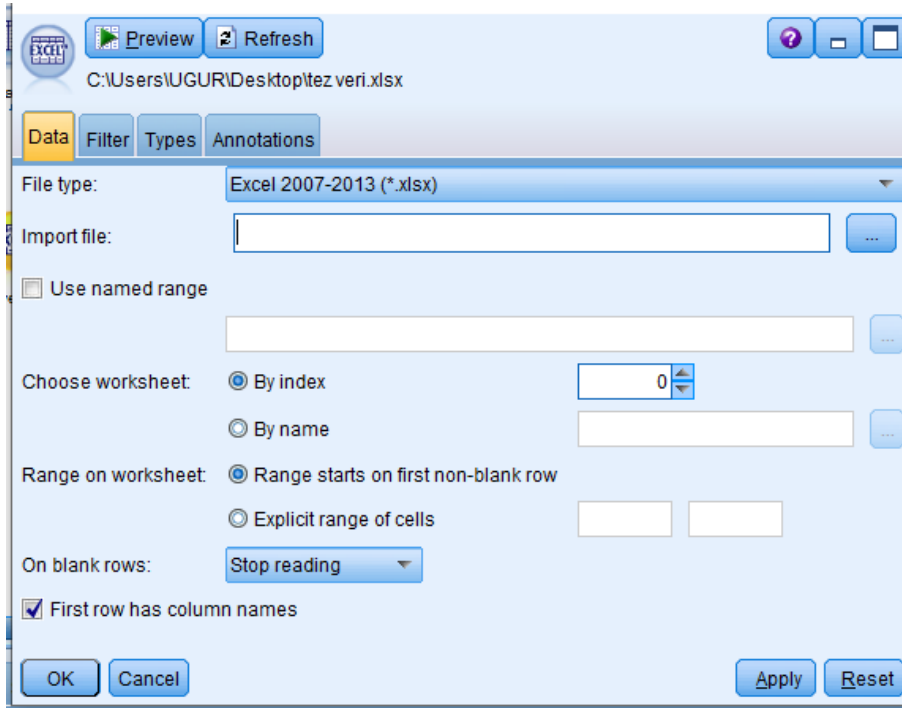 EXCEL
Preview Refresh ?
C:\Users\UGUR\Desktop\tez veri.xlsx
Data Filter Types Annotations
File type: Excel 2007-2013 (*.xlsx)
Import file: ...
Use named range
...
Choose worksheet: By index 0
By name ...
Range on worksheet: Range starts on first non-blank row
Explicit range of cells
On blank rows: Stop reading
First row has column names
OK Cancel Apply Reset